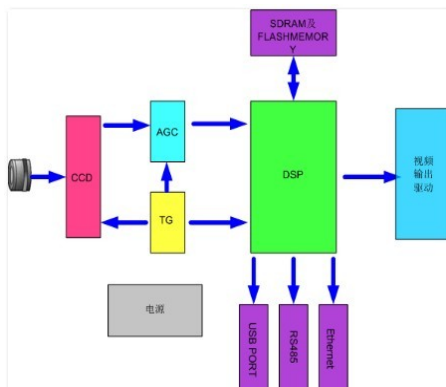 SDRAM及
FLASHMEMOR
Y
AGC
CCD
DSP
视频
输出
驱动
TG
电源
USB PORT
RS485
Ethernet